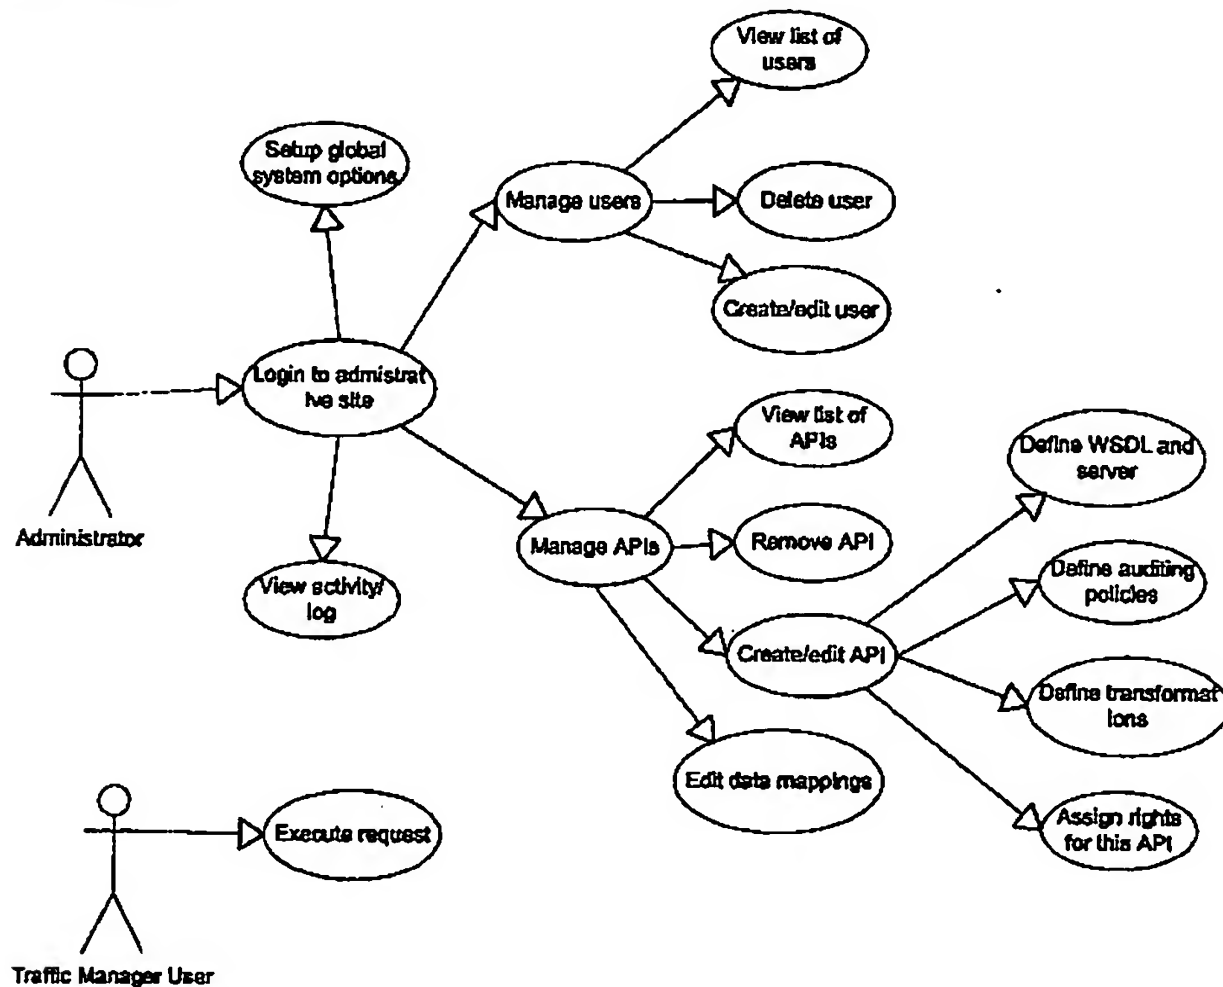 View list of
users
Setup global
system options.
Manage users
Delete user
Create/edit user
Login to admistrat
ive site
View list of
APIs
Define WSDL and
server
Administrator
Manage APIs
Remove API
View activity/
log
Define auditing
policies
Create/edit API
Define transformat
ions
Edit data mappings
Execute request
Assign rights
for this API
Traffic Manager User